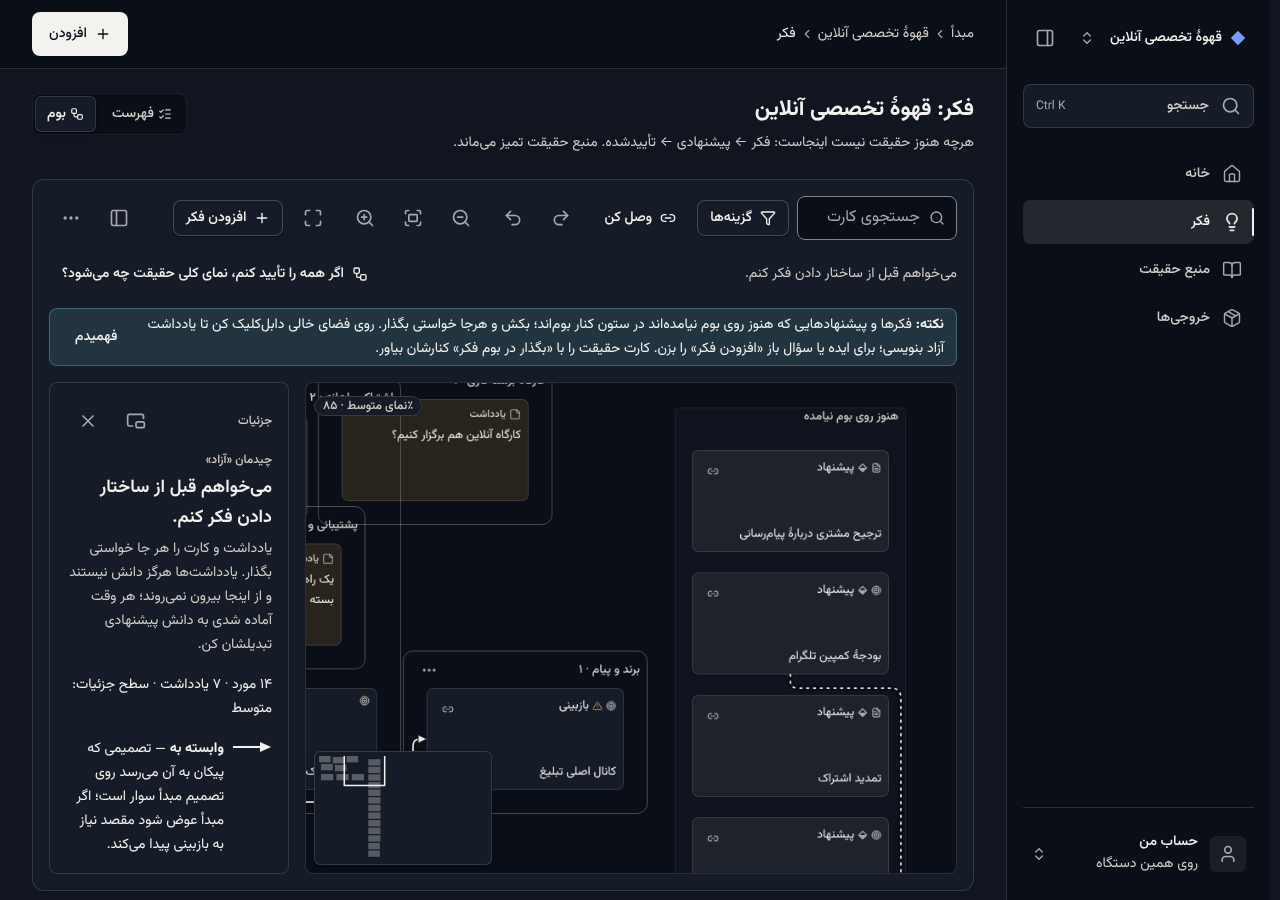 قهوهٔ تخصصی آنلاین
جستجو
Ctrl K
خانه
فکر
منبع حقیقت
خروجی‌ها
حساب من
روی همین دستگاه
مبدأ › قهوهٔ تخصصی آنلاین › فکر
+ افزودن
فکر: قهوهٔ تخصصی آنلاین
هرچه هنوز حقیقت نیست اینجاست: فکر ← پیشنهادی ← تأییدشده. منبع حقیقت تمیز می‌ماند.
فهرست
بوم
جستجوی کارت
گزینه‌ها
وصل کن
+ افزودن فکر
می‌خواهم قبل از ساختار دادن فکر کنم.
اگر همه را تأیید کنم، نمای کلی حقیقت چه می‌شود؟
نکته: فکرها و پیشنهادهایی که هنوز روی بوم نیامده‌اند در ستون کنار بوم‌اند؛ بکش و هرجا خواستی بگذار. روی فضای خالی دابل‌کلیک کن تا یادداشت
آزاد بنویسی؛ برای ایده یا سؤال باز «افزودن فکر» را بزن. کارت حقیقت را با «بگذار در بوم فکر» کنارشان بیاور.
فهمیدم
هنوز روی بوم نیامده
پیشنهاد
ترجیح مشتری دربارهٔ پیام‌رسانی
پیشنهاد
بودجهٔ کمپین تلگرام
پیشنهاد
تمدید اشتراک
پیشنهاد
نمای متوسط · ۸۵٪
یادداشت
کارگاه آنلاین هم برگزار کنیم؟
پشتیبانی و
یک راه
بسته
برند و پیام · ۱
بازبینی
کانال اصلی تبلیغ
جزئیات
چیدمان «آزاد»
می‌خواهم قبل از ساختار
دادن فکر کنم.
یادداشت و کارت را هر جا خواستی
بگذار. یادداشت‌ها هرگز دانش نیستند
و از اینجا بیرون نمی‌روند؛ هر وقت
آماده شدی به دانش پیشنهادی
تبدیلشان کن.
۱۴ مورد · ۷ یادداشت · سطح جزئیات:
متوسط
وابسته به — تصمیمی که
پیکان به آن می‌رسد روی
تصمیم مبدأ سوار است؛ اگر
مبدأ عوض شود مقصد نیاز
به بازبینی پیدا می‌کند.